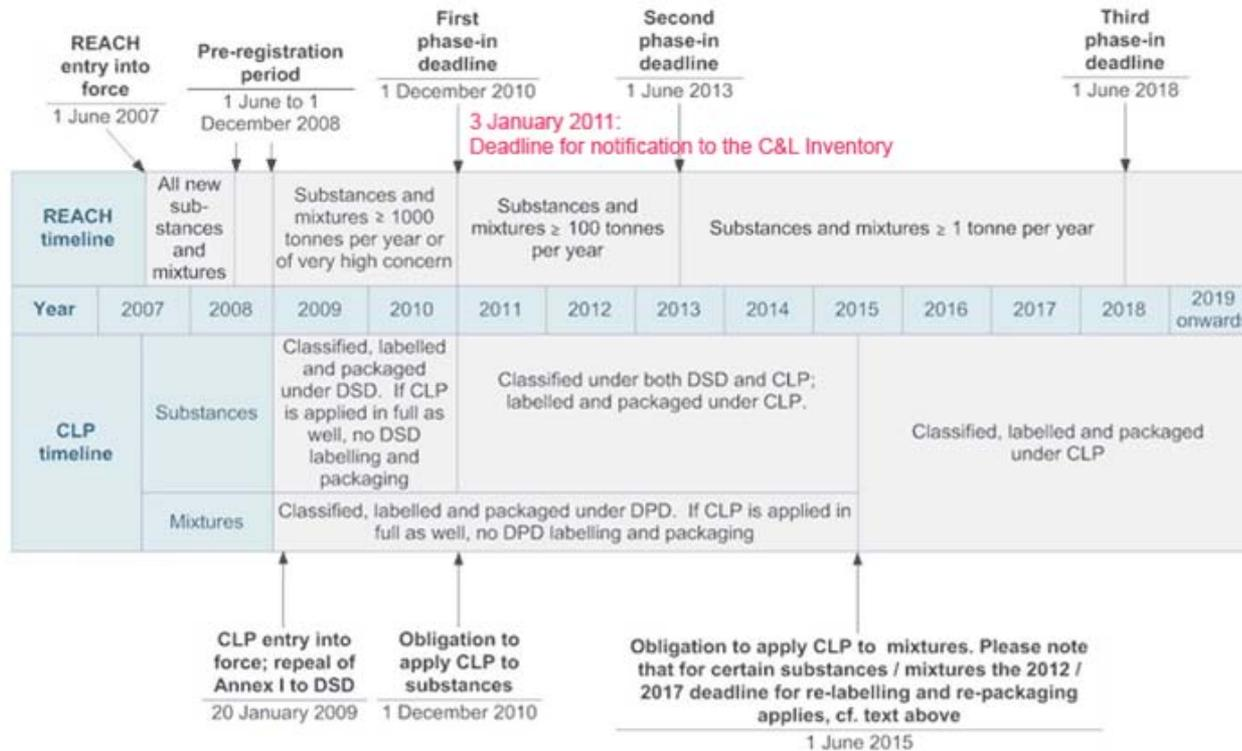 REACH
entry into
force
1 June 2007
Pre-registration
period
1 June to 1
December 2008
First
phase-in
deadline
1 December 2010
Second
phase-in
deadline
1 June 2013
Third
phase-in
deadline
1 June 2018
3 January 2011:
Deadline for notification to the C&L Inventory
REACH
timeline
All new
sub-
stances
and
mixtures
Substances and
mixtures ≥ 1000
tonnes per year or
of very high concern
Substances and
mixtures ≥ 100 tonnes
per year
Substances and mixtures ≥ 1 tonne per year
Year
2007
2008
2009
2010
2011
2012
2013
2014
2015
2016
2017
2018
2019
onwards
CLP
timeline
Substances
Classified, labelled
and packaged
under DSD. If CLP
is applied in full as
well, no DSD
labelling and
packaging
Classified under both DSD and CLP;
labelled and packaged under CLP.
Classified, labelled and packaged
under CLP
Mixtures
Classified, labelled and packaged under DPD. If CLP is applied in
full as well, no DPD labelling and packaging
CLP entry into
force; repeal of
Annex I to DSD
20 January 2009
Obligation to
apply CLP to
substances
1 December 2010
Obligation to apply CLP to mixtures. Please note
that for certain substances / mixtures the 2012 /
2017 deadline for re-labelling and re-packaging
applies, cf. text above
1 June 2015